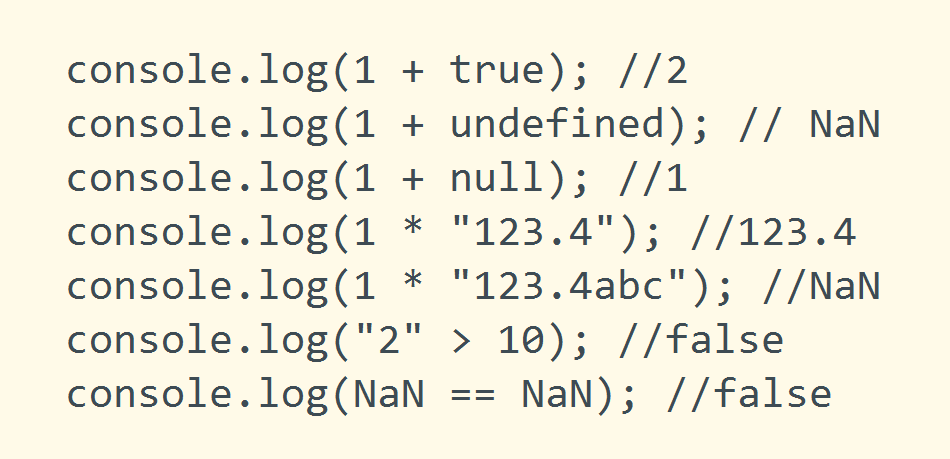 console.log(1 + true); //2
console.log(1 + undefined); // NaN
console.log(1 + null); //1
console.log(1 * "123.4"); //123.4
console.log(1 * "123.4abc"); //NaN
console.log("2" > 10); //false
console.log(NaN == NaN); //false